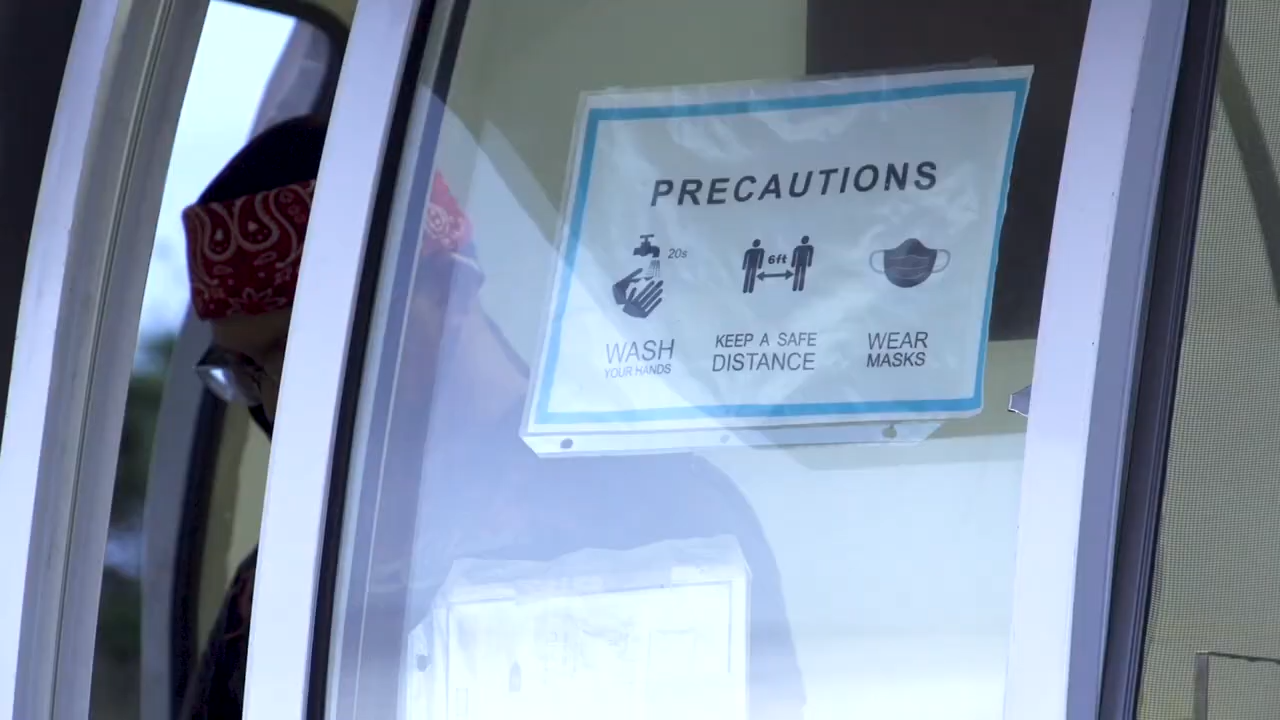 PRECAUTIONS
20s
6ft
WASH
YOUR HANDS
KEEP A SAFE
DISTANCE
WEAR
MASKS